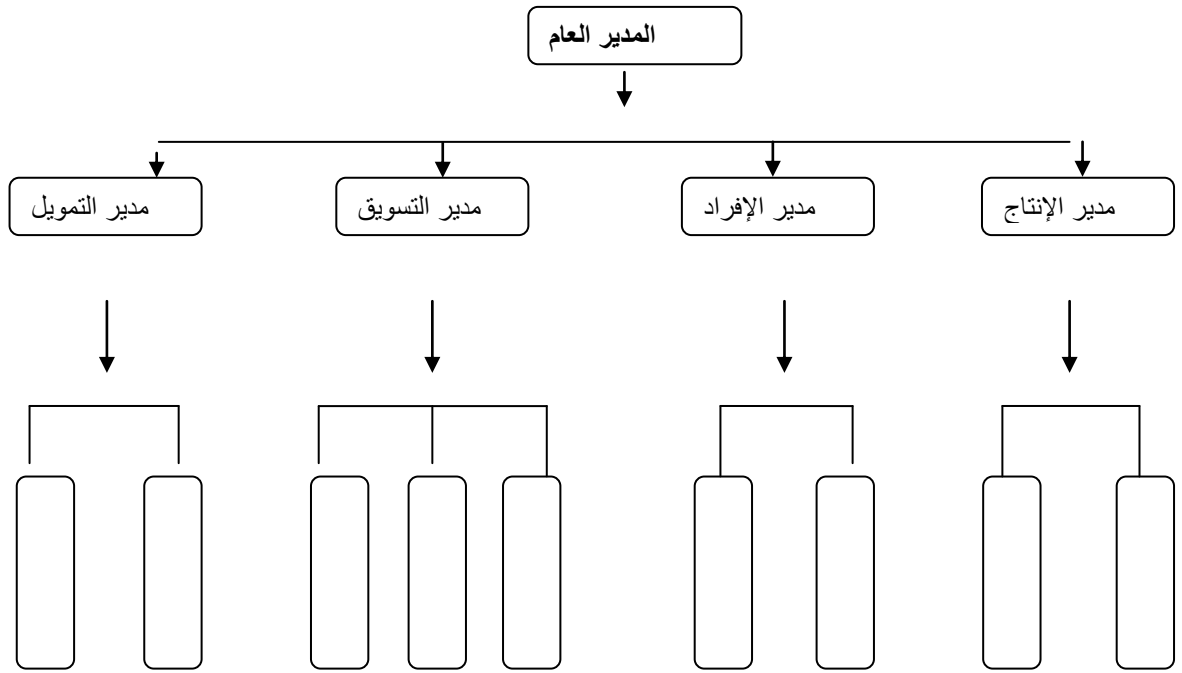 المدير العام
مدير الإنتاج
مدير الإفراد
مدير التسويق
مدير التمويل